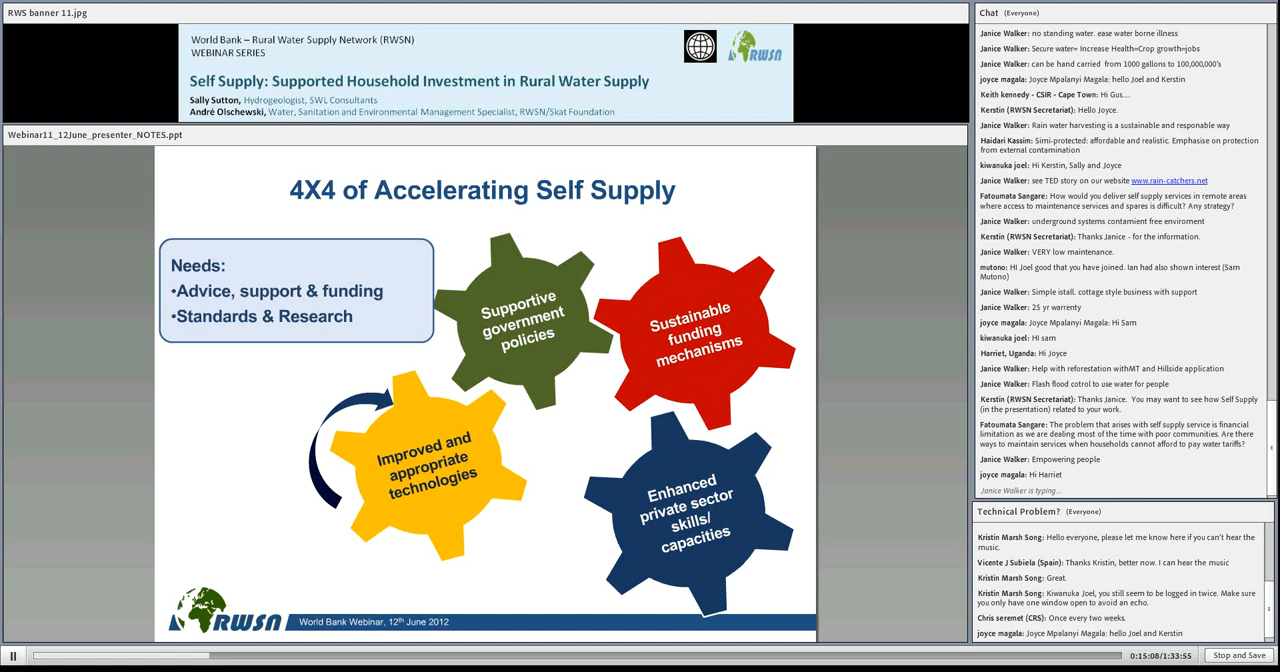 RWS banner 11.jpg
World Bank – Rural Water Supply Network (RWSN)
WEBINAR SERIES
RWSN
Self Supply: Supported Household Investment in Rural Water Supply
Sally Sutton, Hydrogeologist, SWL Consultants
André Olschewski, Water, Sanitation and Environmental Management Specialist, RWSN/Skat Foundation
Webinar11_12June_presenter_NOTES.ppt
4X4 of Accelerating Self Supply
Needs:
•Advice, support & funding
•Standards & Research
Supportive
government
policies
Sustainable
funding
mechanisms
Improved and
appropriate
technologies
Enhanced
private sector
skills/
capacities
RWSN
World Bank Webinar, 12th June 2012
Chat (Everyone)
Janice Walker: no standing water. ease water borne illness
Janice Walker: Secure water= Increase Health=Crop growth=jobs
Janice Walker: can be hand carried from 1000 gallons to 100,000,000's
joyce magala: Joyce Mpalanyi Magala: hello Joel and Kerstin
Keith kennedy - CSIR - Cape Town: Hi Gus....
Kerstin (RWSN Secretariat): Hello Joyce.
Janice Walker: Rain water harvesting is a sustainable and responable way
Haidari Kassim: Simi-protected: affordable and realistic. Emphasise on protection
from external contamination
kiwanuka joel: Hi Kerstin, Sally and Joyce
Janice Walker: see TED story on our website www.rain-catchers.net
Fatoumata Sangare: How would you deliver self supply services in remote areas
where access to maintenance services and spares is difficult? Any strategy?
Janice Walker: underground systems contamient free enviroment
Kerstin (RWSN Secretariat): Thanks Janice - for the information.
Janice Walker: VERY low maintenance.
mutono: HI Joel good that you have joined. Ian had also shown interest (Sam
Mutono)
Janice Walker: Simple istall. cottage style business with support
Janice Walker: 25 yr warrenty
joyce magala: Joyce Mpalanyi Magala: Hi Sam
kiwanuka joel: HI sam
Harriet, Uganda: Hi Joyce
Janice Walker: Help with reforestation withMT and Hillside application
Janice Walker: Flash flood cotrol to use water for people
Kerstin (RWSN Secretariat): Thanks Janice. You may want to see how Self Supply
(in the presentation) related to your work.
Fatoumata Sangare: The problem that arises with self supply service is financial
limitation as we are dealing most of the time with poor communities. Are there
ways to maintain services when households cannot afford to pay water tariffs?
Janice Walker: Empowering people
joyce magala: Hi Harriet
Janice Walker is typing...
Technical Problem? (Everyone)
Kristin Marsh Song: Hello everyone, please let me know here if you can't hear the
music.
Vicente J Subiela (Spain): Thanks Kristin, better now. I can hear the music
Kristin Marsh Song: Great.
Kristin Marsh Song: Kiwanuka Joel, you still seem to be logged in twice. Make sure
you only have one window open to avoid an echo.
Chris seremet (CRS): Once every two weeks.
joyce magala: Joyce Mpalanyi Magala: hello Joel and Kerstin
0:15:08/1:33:55
Stop and Save